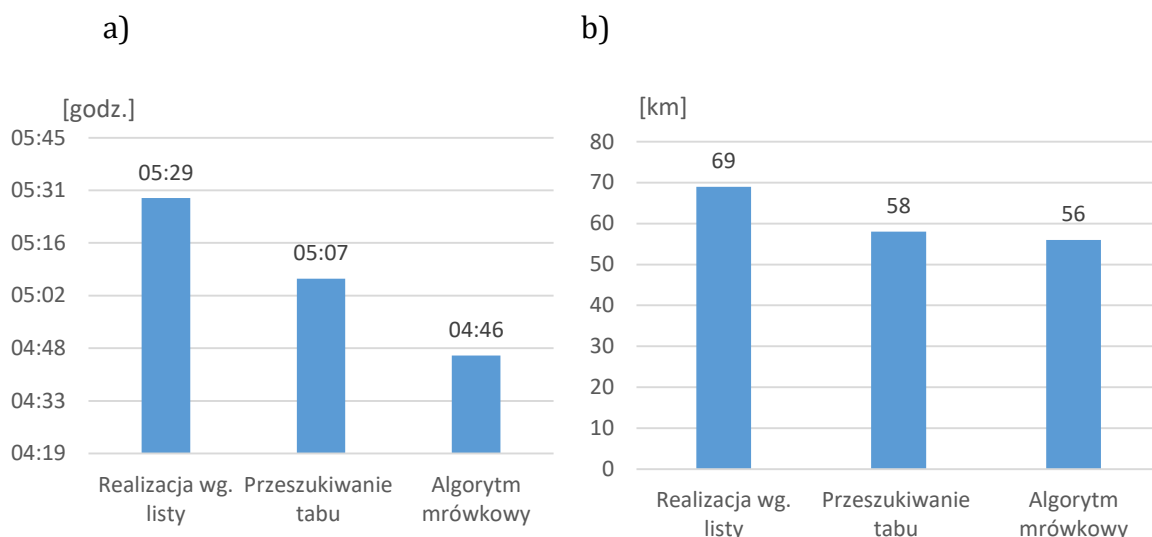 a)
[godz.]
05:45
05:31
05:16
05:02
04:48
04:33
04:19
05:29
05:07
04:46
Realizacja wg.
listy
Przeszukiwanie
tabu
Algorytm
mrówkowy
b)
[km]
80
70
60
50
40
30
20
10
0
69
58
56
Realizacja wg.
listy
Przeszukiwanie
tabu
Algorytm
mrówkowy